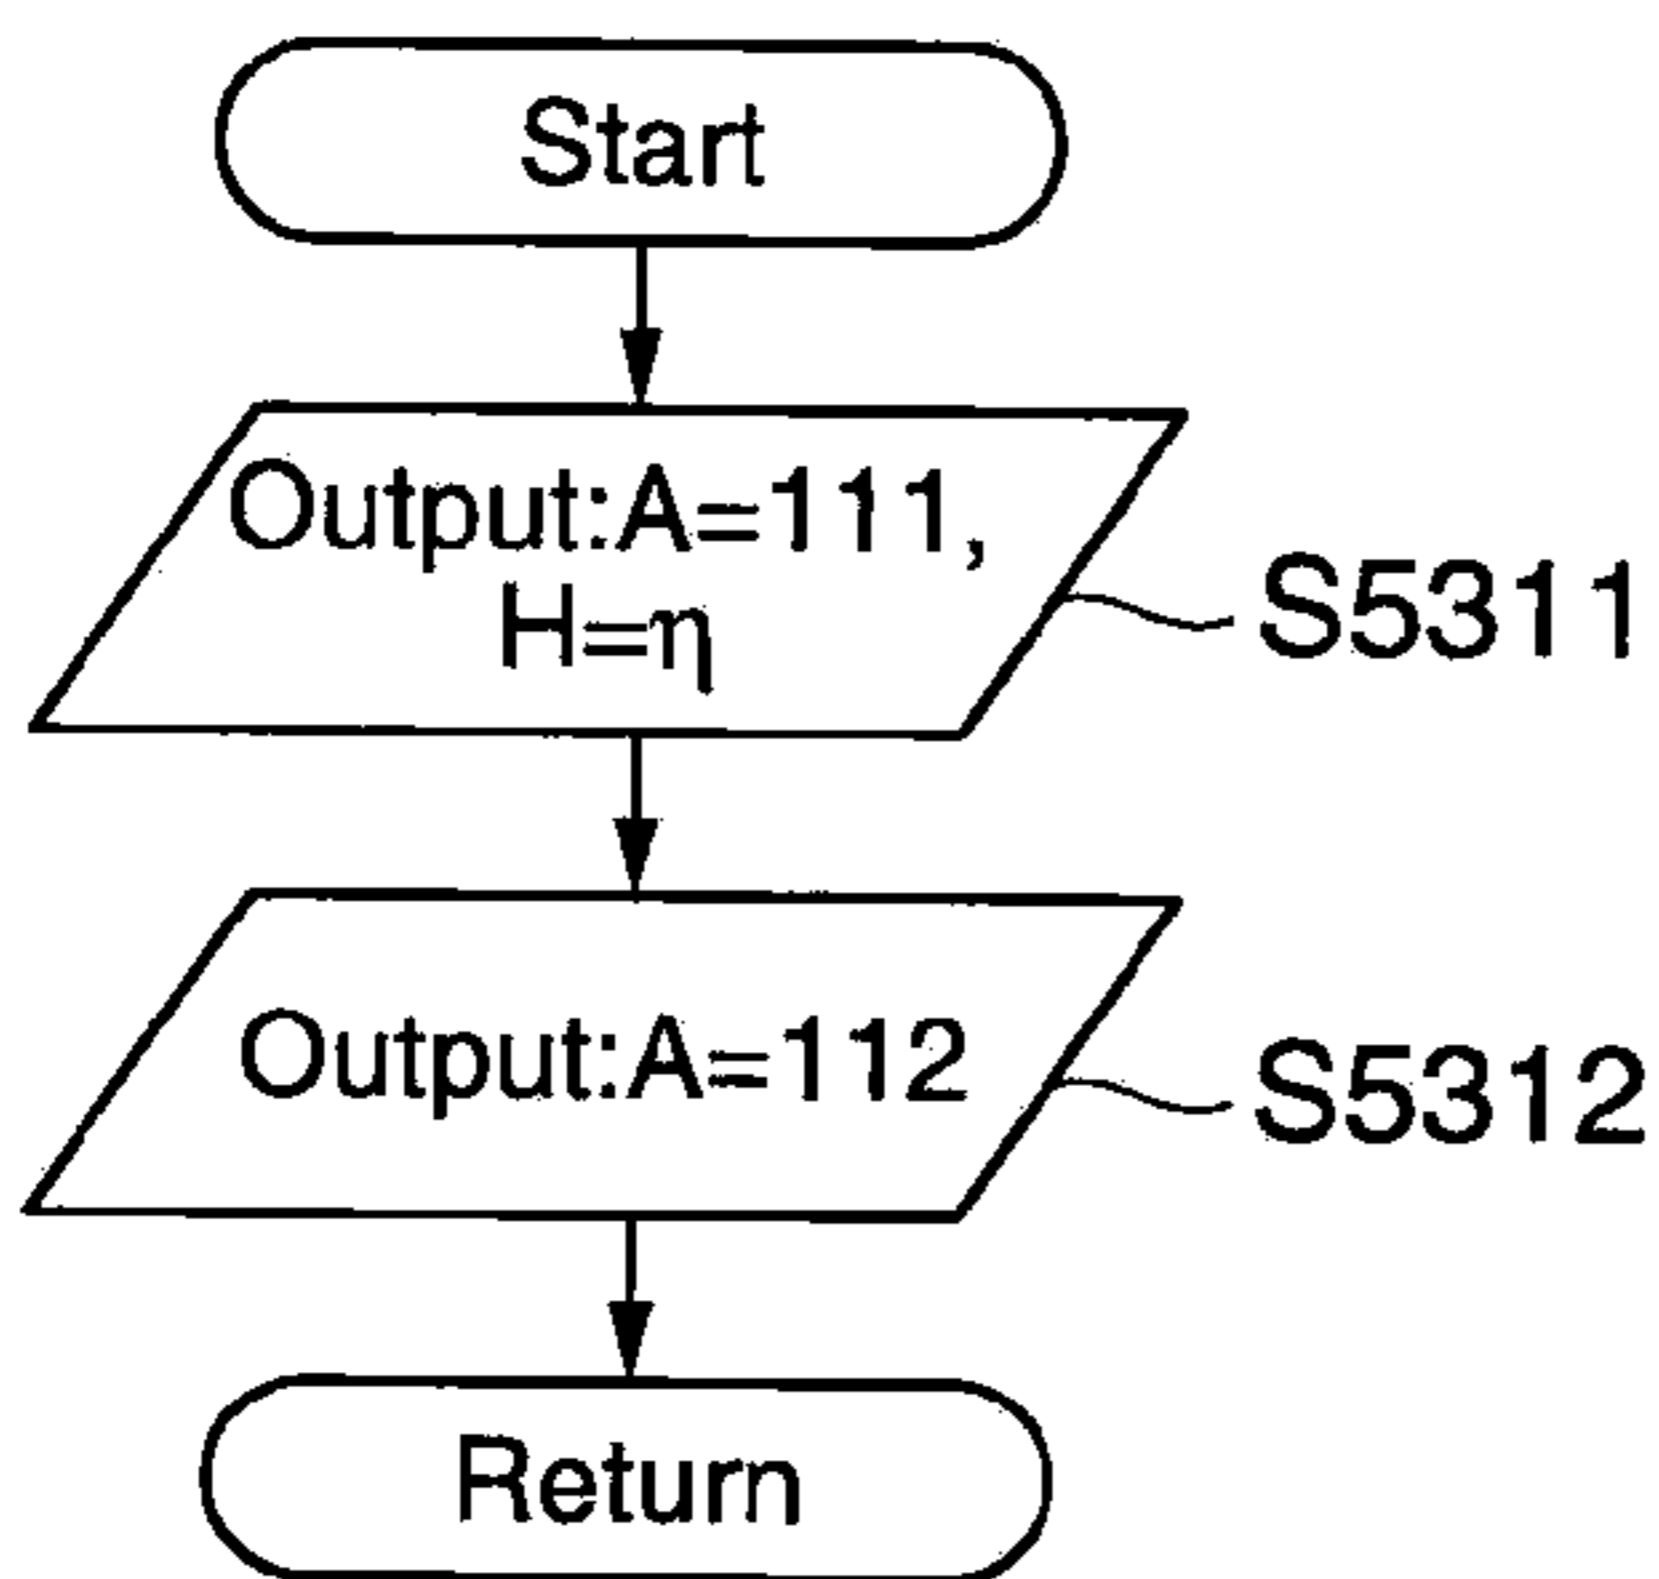 Start
Output:A=111,
H=η
S5311
Output:A=112
S5312
Return